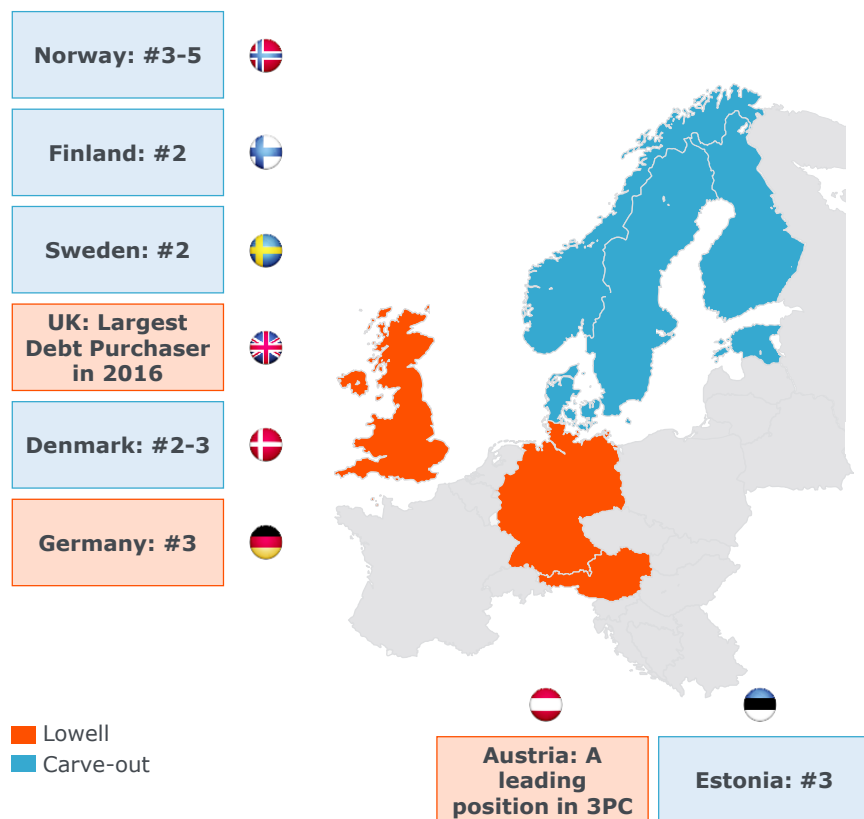 Norway: #3-5
Finland: #2
Sweden: #2
UK: Largest
Debt Purchaser
in 2016
Denmark: #2-3
Germany: #3
Lowell
Carve-out
Austria: A
leading
position in 3PC
Estonia: #3